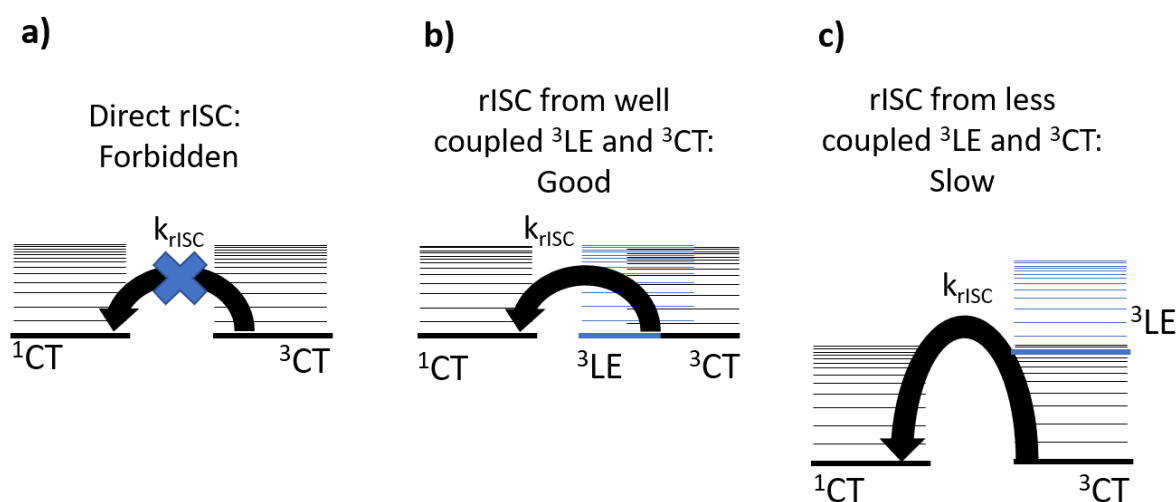 a)
Direct rISC:
Forbidden
k_rISC
¹CT
³CT
b)
rISC from well
coupled ³LE and ³CT:
Good
k_rISC
¹CT
³LE
³CT
c)
rISC from less
coupled ³LE and ³CT:
Slow
k_rISC
³LE
¹CT
³CT